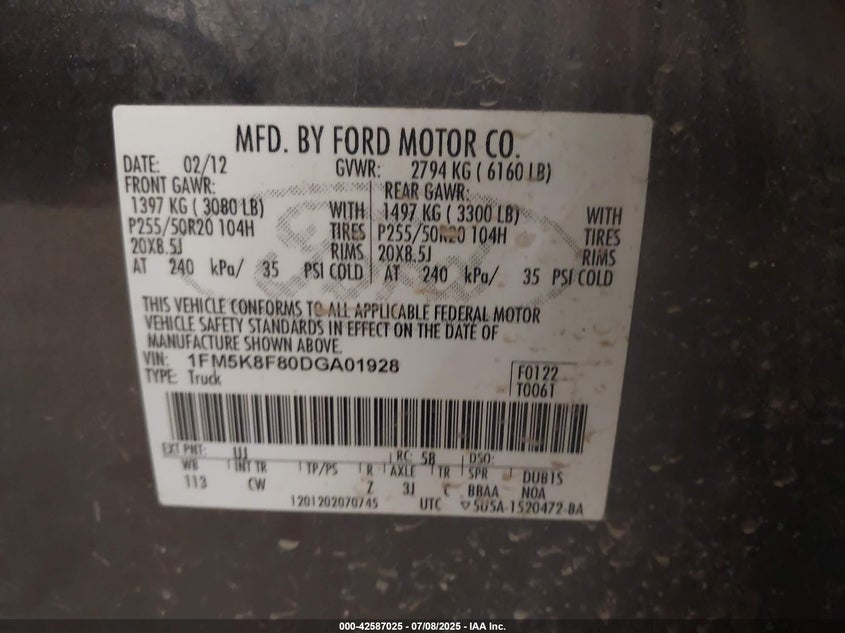 MFD. BY FORD MOTOR CO.
DATE: 02/12 GVWR: 2794 KG ( 6160 LB)
FRONT GAWR: REAR GAWR:
1397 KG ( 3080 LB) WITH 1497 KG ( 3300 LB) WITH
P255/50R20 104H TIRES P255/50R20 104H TIRES
20X8.5J RIMS 20X8.5J RIMS
AT 240 kPa/ 35 PSI COLD AT 240 kPa/ 35 PSI COLD
THIS VEHICLE CONFORMS TO ALL APPLICABLE FEDERAL MOTOR
VEHICLE SAFETY STANDARDS IN EFFECT ON THE DATE OF
MANUFACTURE SHOWN ABOVE.
VIN: 1FM5K8F80DGA01928
TYPE: Truck
F0122
T0061
EXT PNT: UJ RC: 58 DSO:
WB INT TR TP/PS R AXLE TR SPR DUB1S
113 CW Z 3J C BBAA NOA
1201202070745 UTC ▽5U5A-1520472-BA
000-42587025 - 07/08/2025 - IAA Inc.